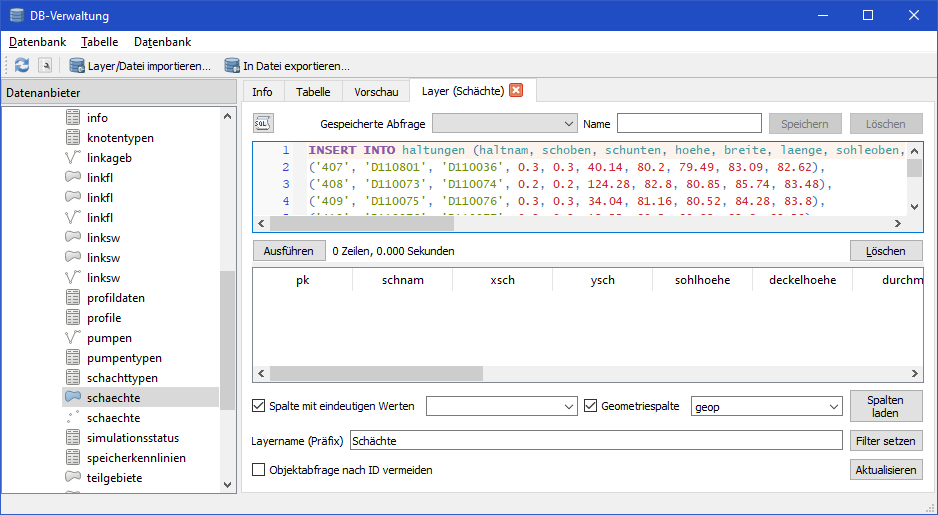 DB-Verwaltung
Datenbank Tabelle Datenbank
Layer/Datei importieren... In Datei exportieren...
Datenanbieter
info
knotentypen
linkageb
linkfl
linkfl
linkfl
linksw
linksw
linksw
profildaten
profile
pumpen
pumpentypen
schachttypen
schaechte
schaechte
simulationsstatus
speicherkennlinien
teilgebiete
Info Tabelle Vorschau Layer (Schächte)
SQL Gespeicherte Abfrage Name Speichern Löschen
1 INSERT INTO haltungen (haltnam, schoben, schunten, hoehe, breite, laenge, sohleoben,
2 ('407', 'D110801', 'D110036', 0.3, 0.3, 40.14, 80.2, 79.49, 83.09, 82.62),
3 ('408', 'D110073', 'D110074', 0.2, 0.2, 124.28, 82.8, 80.85, 85.74, 83.48),
4 ('409', 'D110075', 'D110076', 0.3, 0.3, 34.04, 81.16, 80.52, 84.28, 83.8),
Ausführen 0 Zeilen, 0.000 Sekunden Löschen
pk schnam xsch ysch sohlhoehe deckelhoehe durchm
Spalte mit eindeutigen Werten Geometriespalte geop Spalten laden
Layername (Präfix) Schächte Filter setzen
Objektabfrage nach ID vermeiden Aktualisieren